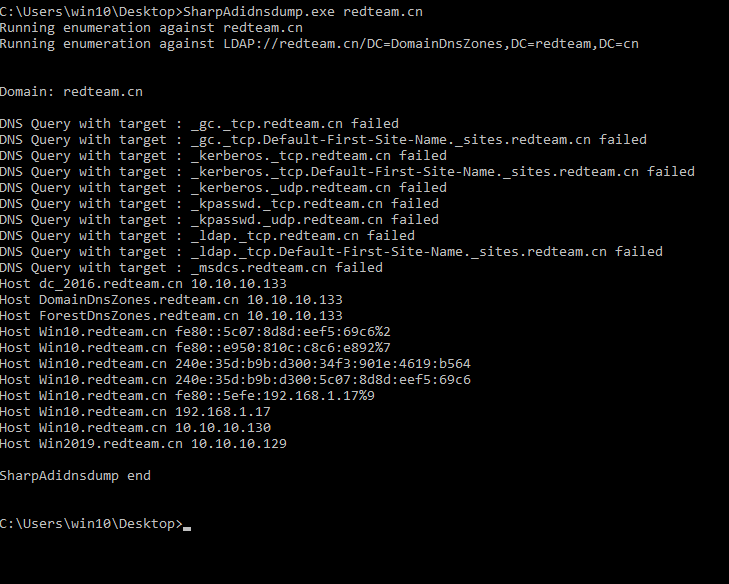 C:\Users\win10\Desktop>SharpAdidnsdump.exe redteam.cn
Running enumeration against redteam.cn
Running enumeration against LDAP://redteam.cn/DC=DomainDnsZones,DC=redteam,DC=cn
Domain: redteam.cn
DNS Query with target : _gc._tcp.redteam.cn failed
DNS Query with target : _gc._tcp.Default-First-Site-Name._sites.redteam.cn failed
DNS Query with target : _kerberos._tcp.redteam.cn failed
DNS Query with target : _kerberos._tcp.Default-First-Site-Name._sites.redteam.cn failed
DNS Query with target : _kerberos._udp.redteam.cn failed
DNS Query with target : _kpasswd._tcp.redteam.cn failed
DNS Query with target : _kpasswd._udp.redteam.cn failed
DNS Query with target : _ldap._tcp.redteam.cn failed
DNS Query with target : _ldap._tcp.Default-First-Site-Name._sites.redteam.cn failed
DNS Query with target : _msdcs.redteam.cn failed
Host dc_2016.redteam.cn 10.10.10.133
Host DomainDnsZones.redteam.cn 10.10.10.133
Host ForestDnsZones.redteam.cn 10.10.10.133
Host Win10.redteam.cn fe80::5c07:8d8d:eef5:69c6%2
Host Win10.redteam.cn fe80::e950:810c:c8c6:e892%7
Host Win10.redteam.cn 240e:35d:b9b:d300:34f3:901e:4619:b564
Host Win10.redteam.cn 240e:35d:b9b:d300:5c07:8d8d:eef5:69c6
Host Win10.redteam.cn fe80::5efe:192.168.1.17%9
Host Win10.redteam.cn 192.168.1.17
Host Win10.redteam.cn 10.10.10.130
Host Win2019.redteam.cn 10.10.10.129
SharpAdidnsdump end
C:\Users\win10\Desktop>